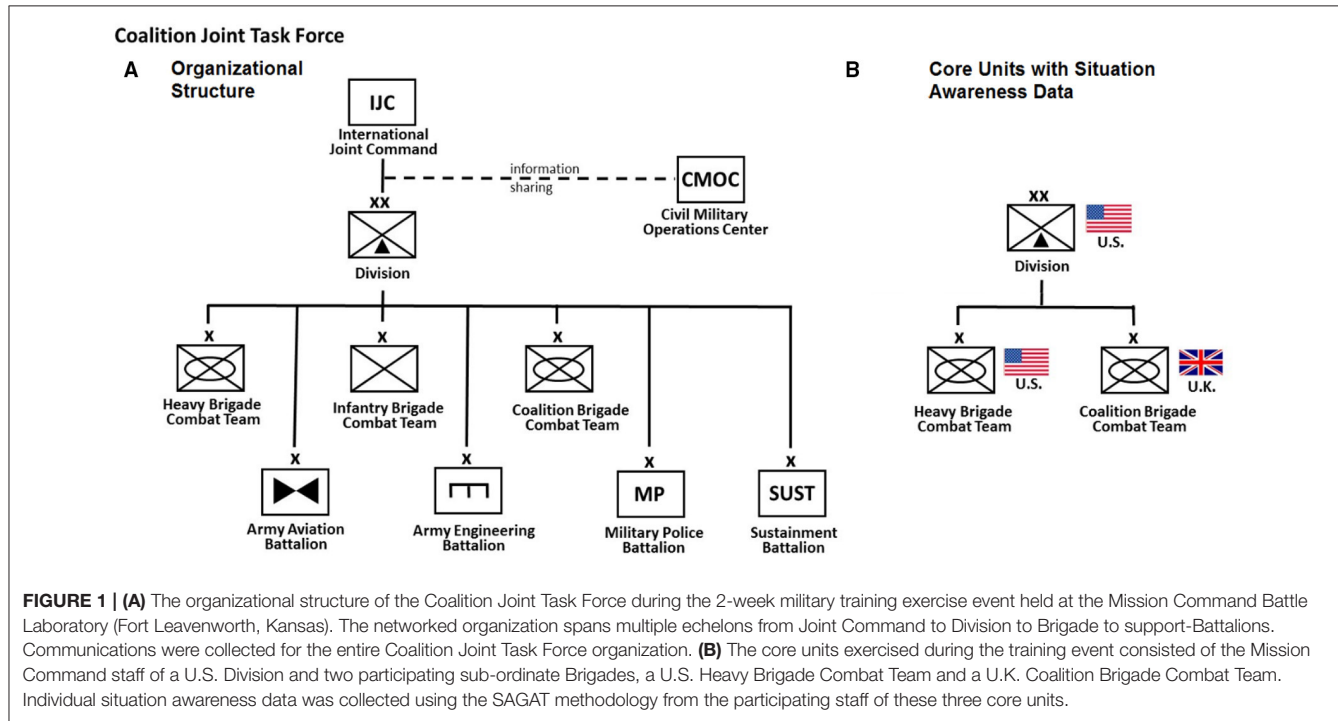 Coalition Joint Task Force
A Organizational
Structure
IJC
International
Joint Command
information
sharing
CMOC
Civil Military
Operations Center
XX
Division
X
Heavy Brigade
Combat Team
X
Infantry Brigade
Combat Team
X
Coalition Brigade
Combat Team
X
Army Aviation
Battalion
X
Army Engineering
Battalion
X
MP
Military Police
Battalion
X
SUST
Sustainment
Battalion
B Core Units with Situation
Awareness Data
XX
U.S.
Division
X
U.S.
Heavy Brigade
Combat Team
X
U.K.
Coalition Brigade
Combat Team
FIGURE 1 | (A) The organizational structure of the Coalition Joint Task Force during the 2-week military training exercise event held at the Mission Command Battle
Laboratory (Fort Leavenworth, Kansas). The networked organization spans multiple echelons from Joint Command to Division to Brigade to support-Battalions.
Communications were collected for the entire Coalition Joint Task Force organization. (B) The core units exercised during the training event consisted of the Mission
Command staff of a U.S. Division and two participating sub-ordinate Brigades, a U.S. Heavy Brigade Combat Team and a U.K. Coalition Brigade Combat Team.
Individual situation awareness data was collected using the SAGAT methodology from the participating staff of these three core units.